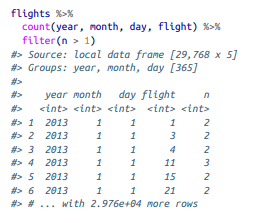 flights %>%
count(year, month, day, flight) %>%
filter(n > 1)
#> Source: local data frame [29,768 x 5]
#> Groups: year, month, day [365]
#>
#> year month day flight n
#> <int> <int> <int> <int> <int>
#> 1 2013 1 1 1 2
#> 2 2013 1 1 3 2
#> 3 2013 1 1 4 2
#> 4 2013 1 1 11 3
#> 5 2013 1 1 15 2
#> 6 2013 1 1 21 2
#> # ... with 2.976e+04 more rows